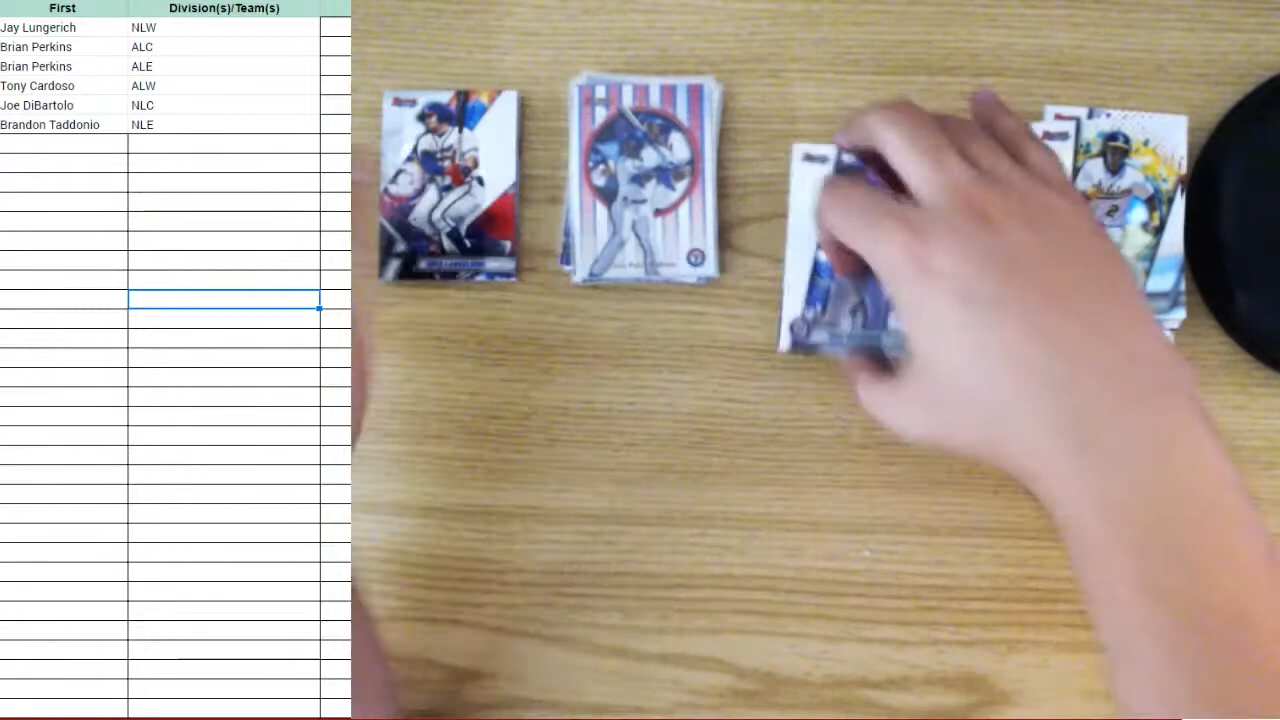 First Division(s)/Team(s)
Jay Lungerich NLW
Brian Perkins ALC
Brian Perkins ALE
Tony Cardoso ALW
Joe DiBartolo NLC
Brandon Taddonio NLE